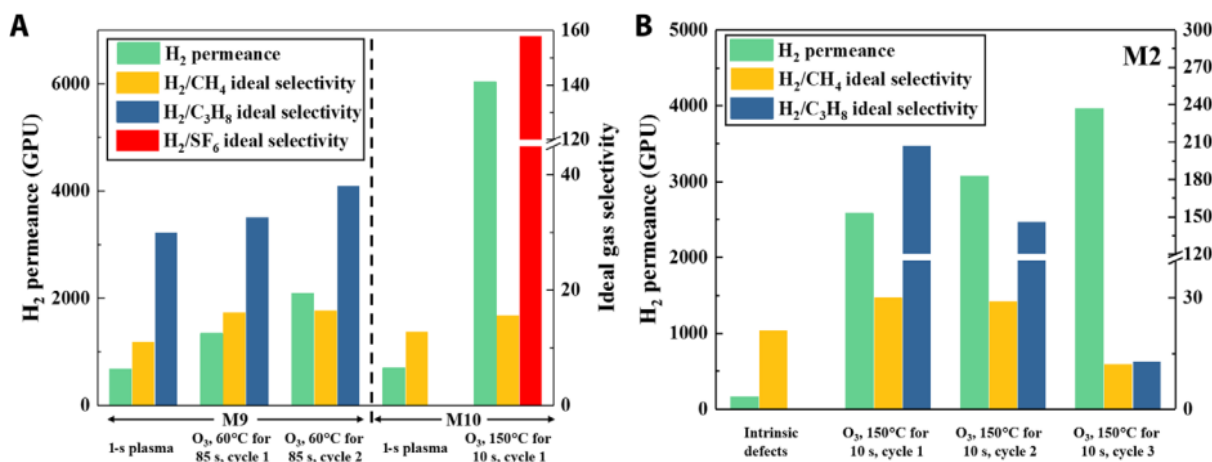 A
H₂ permeance (GPU)
6000
4000
2000
0
H₂ permeance
H₂/CH₄ ideal selectivity
H₂/C₃H₈ ideal selectivity
H₂/SF₆ ideal selectivity
160
140
120
40
20
0
Ideal gas selectivity
M9
M10
1-s plasma
O₃, 60°C for
85 s, cycle 1
O₃, 60°C for
85 s, cycle 2
1-s plasma
O₃, 150°C for
10 s, cycle 1
B
H₂ permeance (GPU)
5000
4000
3000
2000
1000
0
H₂ permeance
H₂/CH₄ ideal selectivity
H₂/C₃H₈ ideal selectivity
M2
300
270
240
210
180
150
120
30
0
Intrinsic
defects
O₃, 150°C for
10 s, cycle 1
O₃, 150°C for
10 s, cycle 2
O₃, 150°C for
10 s, cycle 3